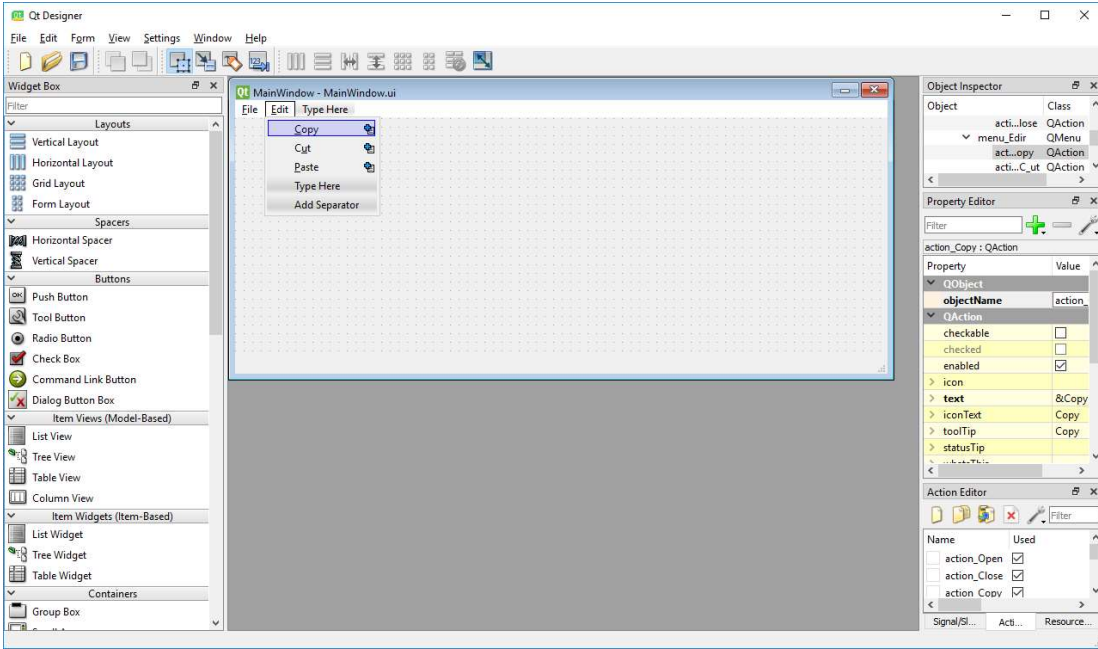 Qt Designer
File Edit Form View Settings Window Help
Widget Box
Filter
Layouts
Vertical Layout
Horizontal Layout
Grid Layout
Form Layout
Spacers
Horizontal Spacer
Vertical Spacer
Buttons
OK Push Button
Tool Button
Radio Button
Check Box
Command Link Button
Dialog Button Box
Item Views (Model-Based)
List View
Tree View
Table View
Column View
Item Widgets (Item-Based)
List Widget
Tree Widget
Table Widget
Containers
Group Box
Qt MainWindow - MainWindow.ui
File Edit Type Here
Copy
Cut
Paste
Type Here
Add Separator
Object Inspector
Object Class
acti...lose QAction
menu_Edir QMenu
act...opy QAction
acti...C_ut QAction
Property Editor
Filter
action_Copy : QAction
Property Value
QObject
objectName action_
QAction
checkable
checked
enabled
icon
text &Copy
iconText Copy
toolTip Copy
statusTip
Action Editor
Filter
Name Used
action_Open
action_Close
action_Copy
Signal/Sl... Acti... Resource...